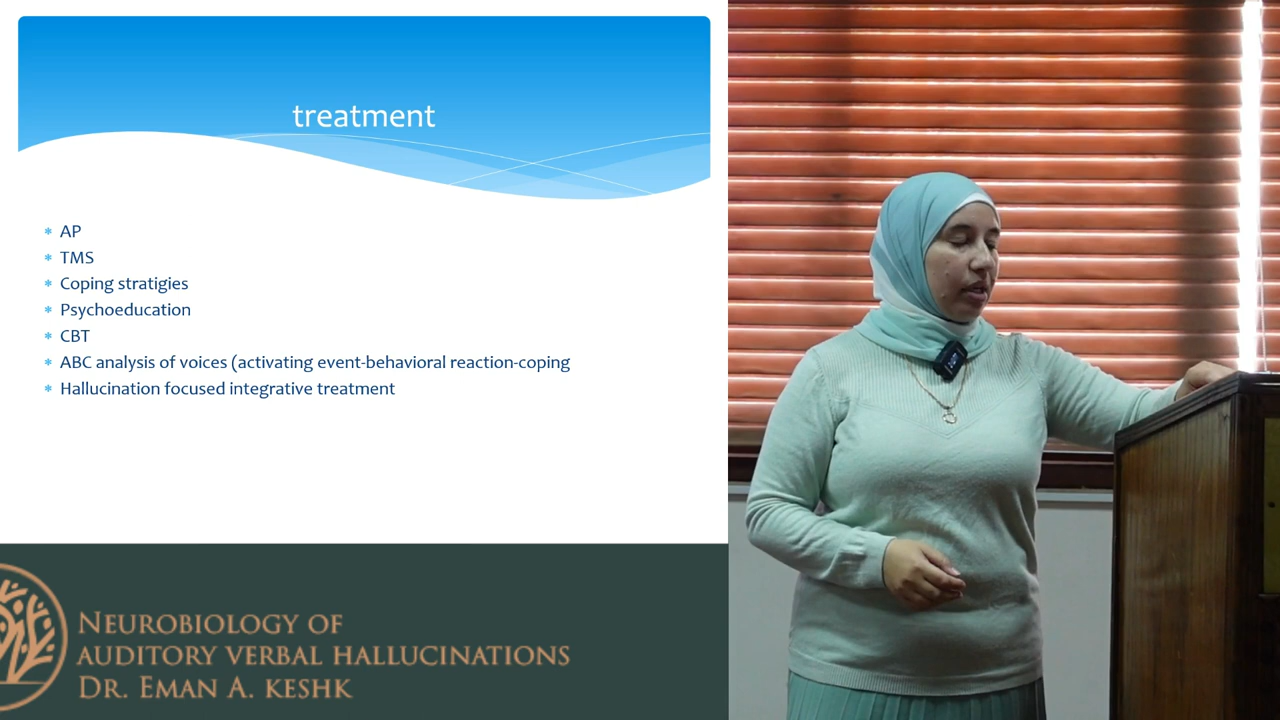 treatment
* AP
* TMS
* Coping stratigies
* Psychoeducation
* CBT
* ABC analysis of voices (activating event-behavioral reaction-coping
* Hallucination focused integrative treatment
NEUROBIOLOGY OF
AUDITORY VERBAL HALLUCINATIONS
DR. EMAN A. KESHK